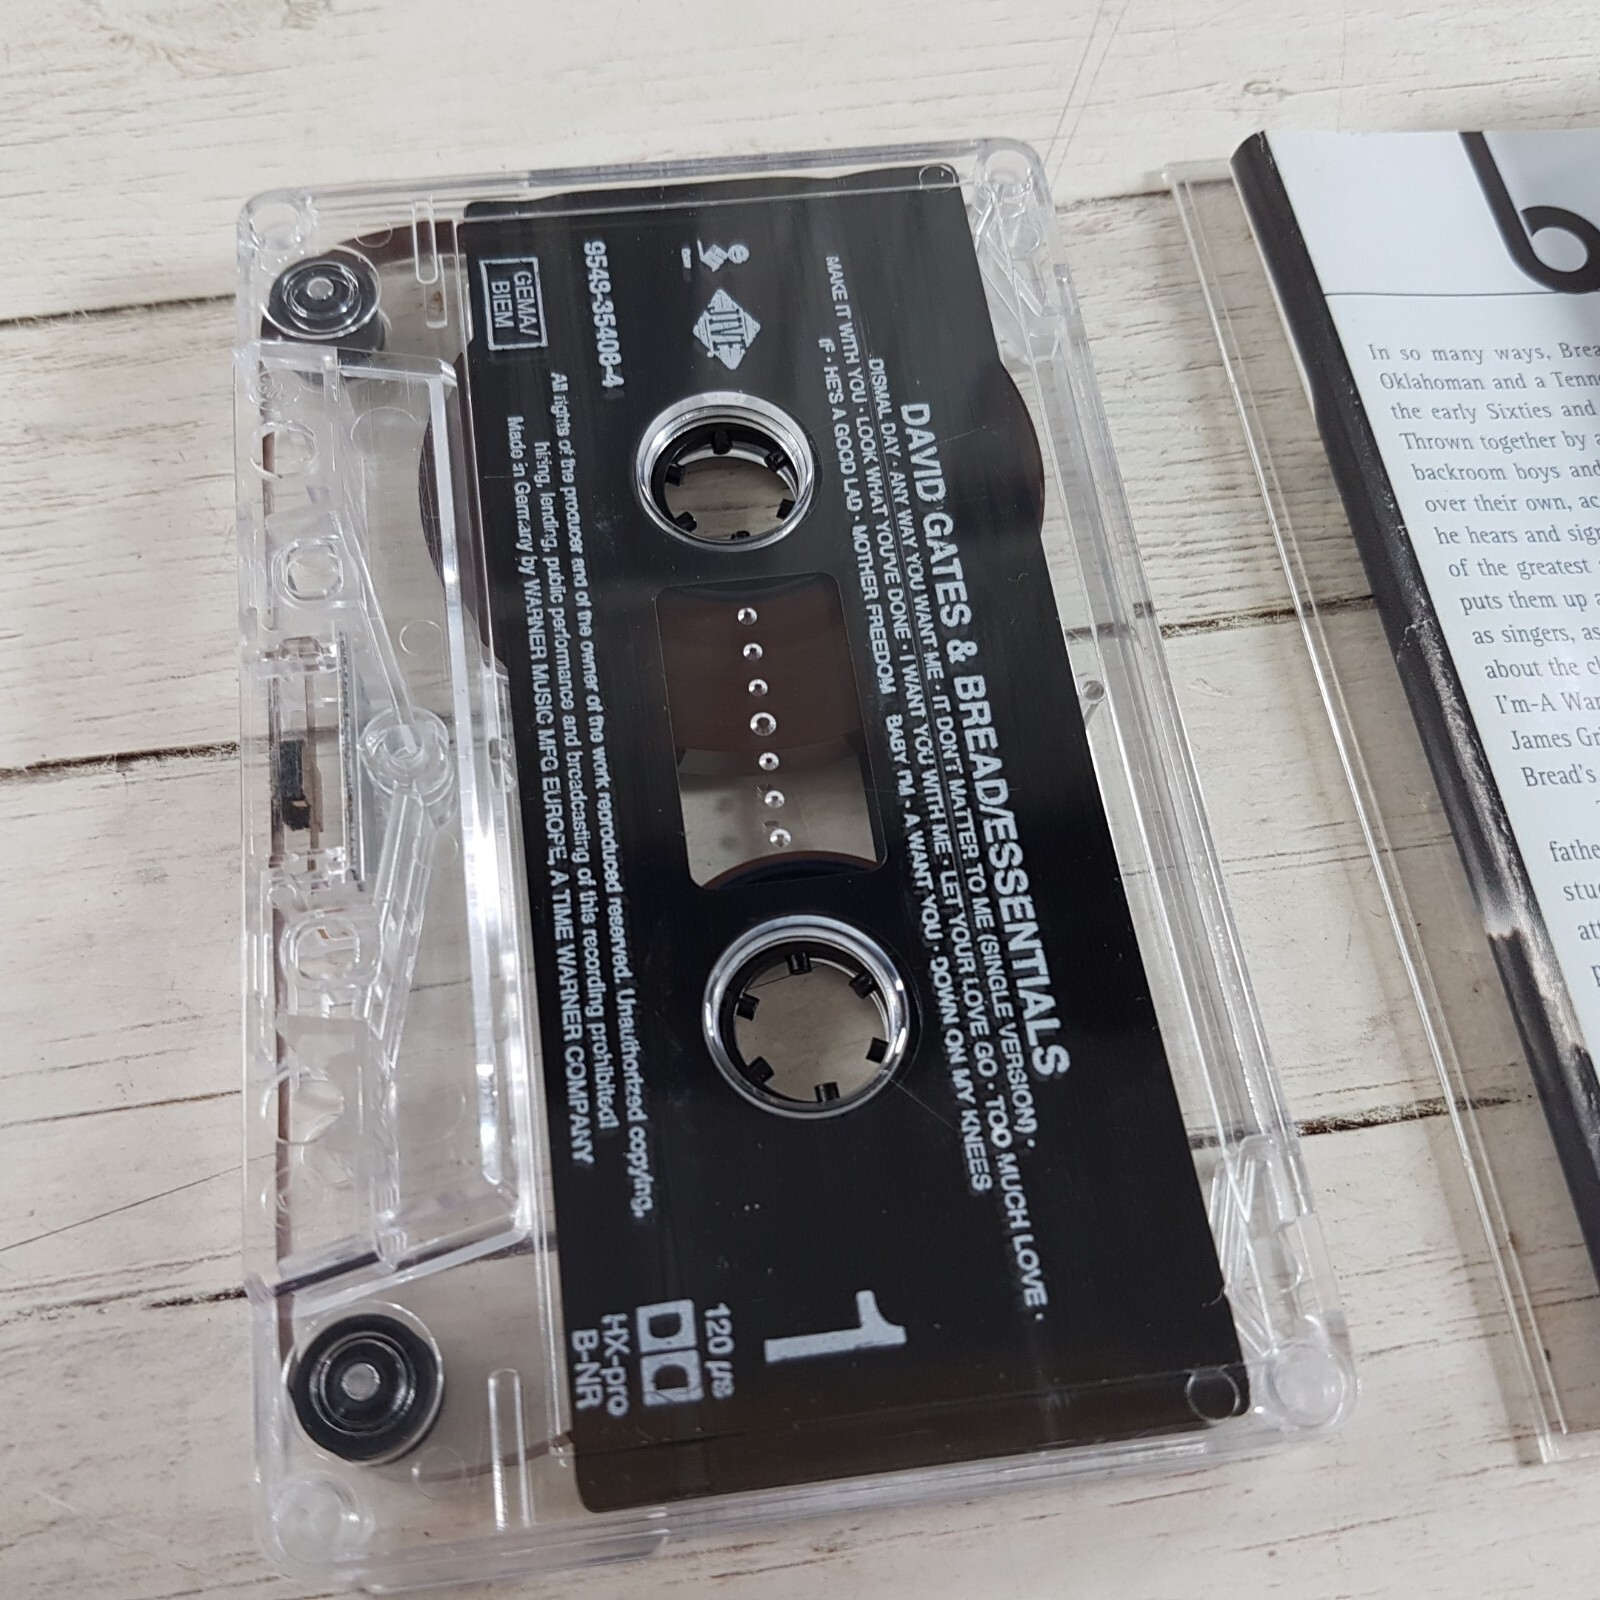 DAVID GATES & BREAD/ESSENTIALS
DISMAL DAY · ANY WAY YOU WANT ME · IT DON'T MATTER TO ME (SINGLE VERSION) ·
MAKE IT WITH YOU · LOOK WHAT YOU'VE DONE · I WANT YOU WITH ME · LET YOUR LOVE GO · TOO MUCH LOVE ·
IF · HE'S A GOOD LAD · MOTHER FREEDOM BABY I'M - A WANT YOU · DOWN ON MY KNEES
JIVE
1
9548-35408-4
GEMA/
BIEM
120 µs
HX-pro
B-NR
All rights of the producer and of the owner of the work reproduced reserved. Unauthorized copying,
hiring, lending, public performance and broadcasting of this recording prohibited!
Made in Germany by WARNER MUSIC MFG EUROPE, A TIME WARNER COMPANY
b
In so many ways, Brea
Oklahoman and a Tenne
the early Sixties and
Thrown together by a
backroom boys and
over their own, ac
he hears and sign
of the greatest
puts them up a
as singers, as
about the cl
I'm-A Wan
James Gri
Bread's
fathe
stu
att